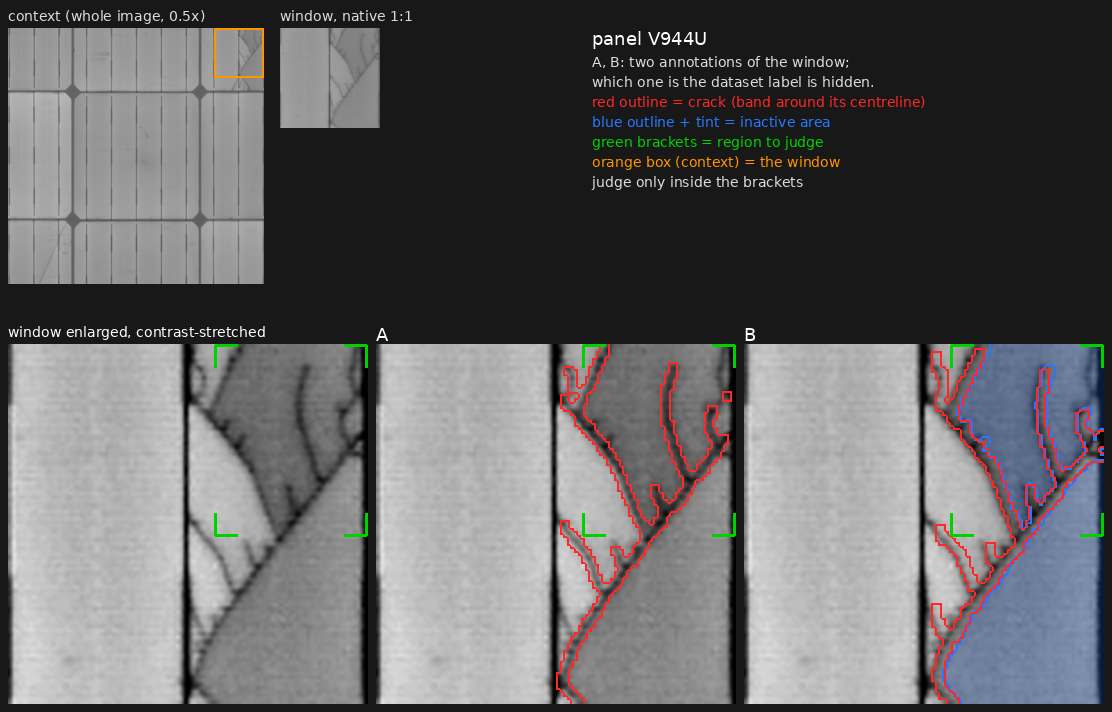 context (whole image, 0.5x)
window, native 1:1
panel V944U
A, B: two annotations of the window;
which one is the dataset label is hidden.
red outline = crack (band around its centreline)
blue outline + tint = inactive area
green brackets = region to judge
orange box (context) = the window
judge only inside the brackets
window enlarged, contrast-stretched
A
B